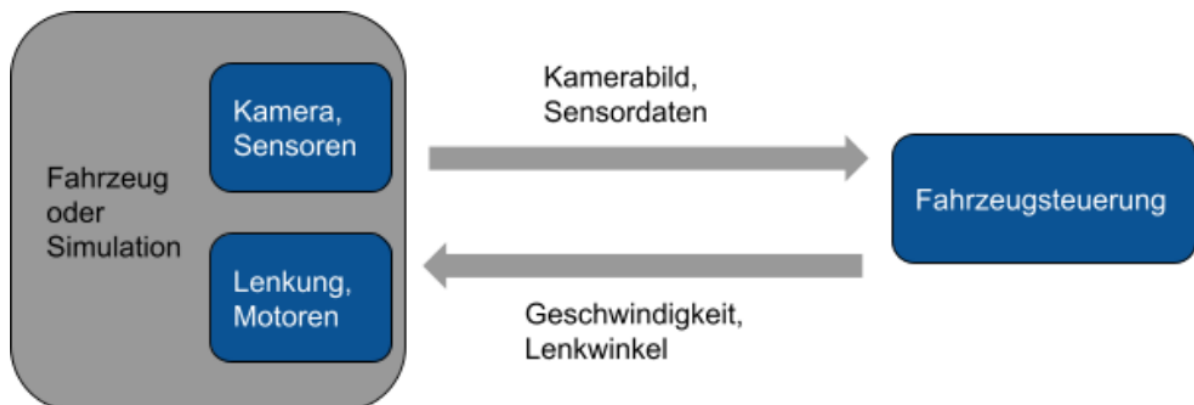 Kamera,
Sensoren
Fahrzeug
oder
Simulation
Lenkung,
Motoren
Kamerabild,
Sensordaten
Geschwindigkeit,
Lenkwinkel
Fahrzeugsteuerung